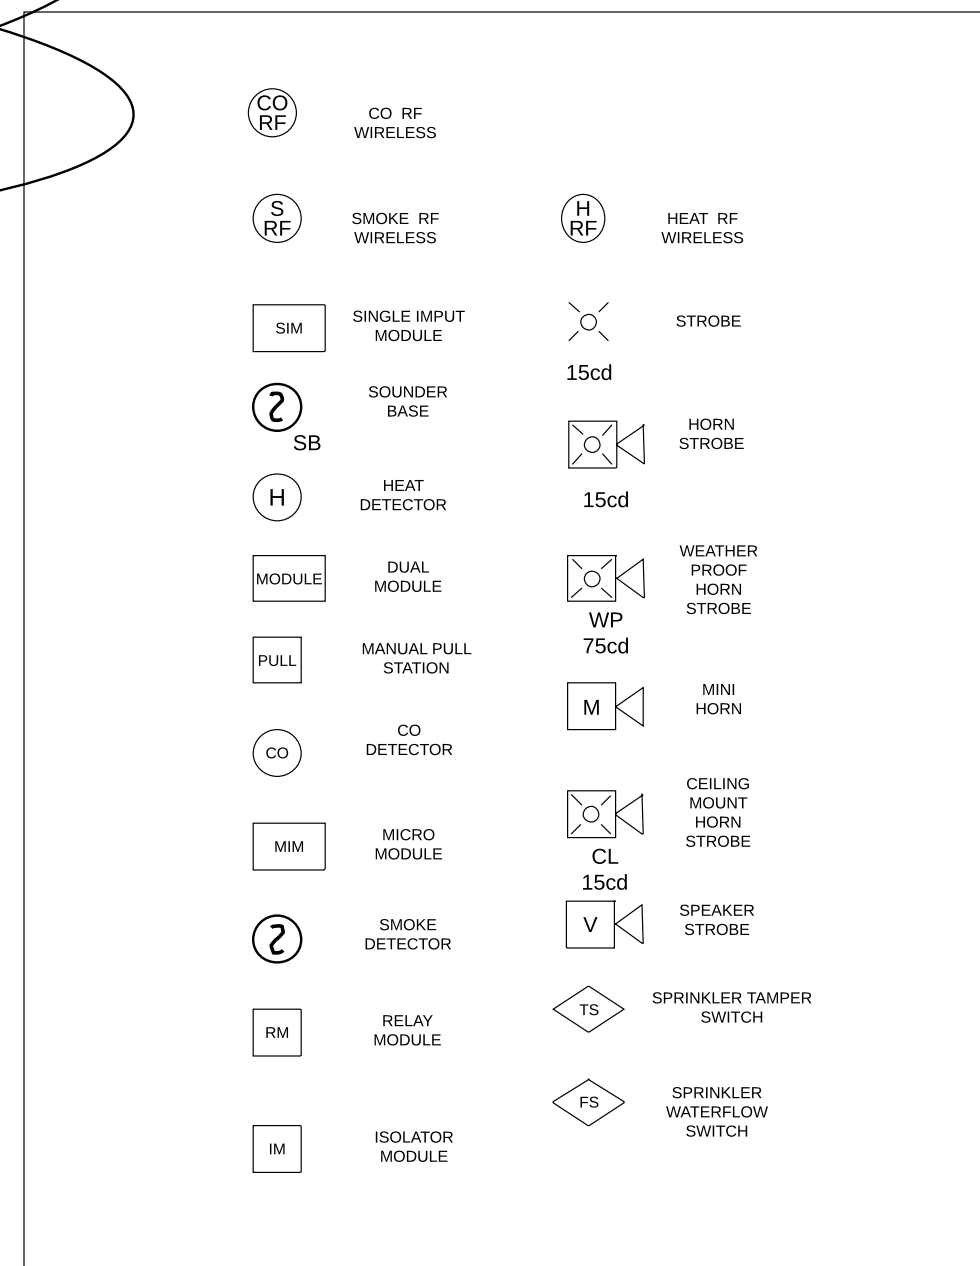 CO
RF
CO RF
WIRELESS
S
RF
SMOKE RF
WIRELESS
H
RF
HEAT RF
WIRELESS
SIM
SINGLE IMPUT
MODULE
STROBE
15cd
SOUNDER
BASE
SB
HORN
STROBE
15cd
H
HEAT
DETECTOR
MODULE
DUAL
MODULE
WEATHER
PROOF
HORN
STROBE
WP
75cd
PULL
MANUAL PULL
STATION
M
MINI
HORN
CO
CO
DETECTOR
CEILING
MOUNT
HORN
STROBE
CL
15cd
MIM
MICRO
MODULE
V
SPEAKER
STROBE
SMOKE
DETECTOR
TS
SPRINKLER TAMPER
SWITCH
RM
RELAY
MODULE
FS
SPRINKLER
WATERFLOW
SWITCH
IM
ISOLATOR
MODULE